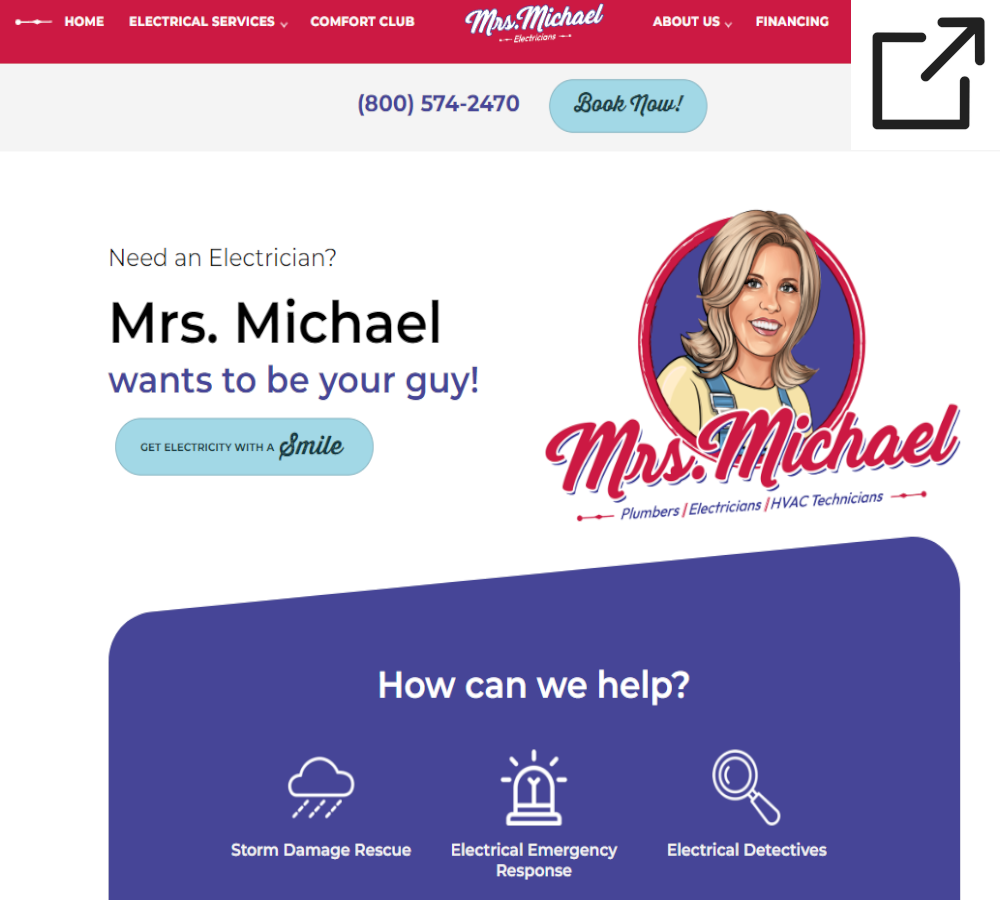 HOME ELECTRICAL SERVICES COMFORT CLUB Mrs. Michael ABOUT US FINANCING
Electricians
(800) 574-2470 Book Now!
Need an Electrician?
Mrs. Michael
wants to be your guy!
GET ELECTRICITY WITH A Smile
Mrs. Michael
Plumbers | Electricians | HVAC Technicians
How can we help?
Storm Damage Rescue
Electrical Emergency
Response
Electrical Detectives